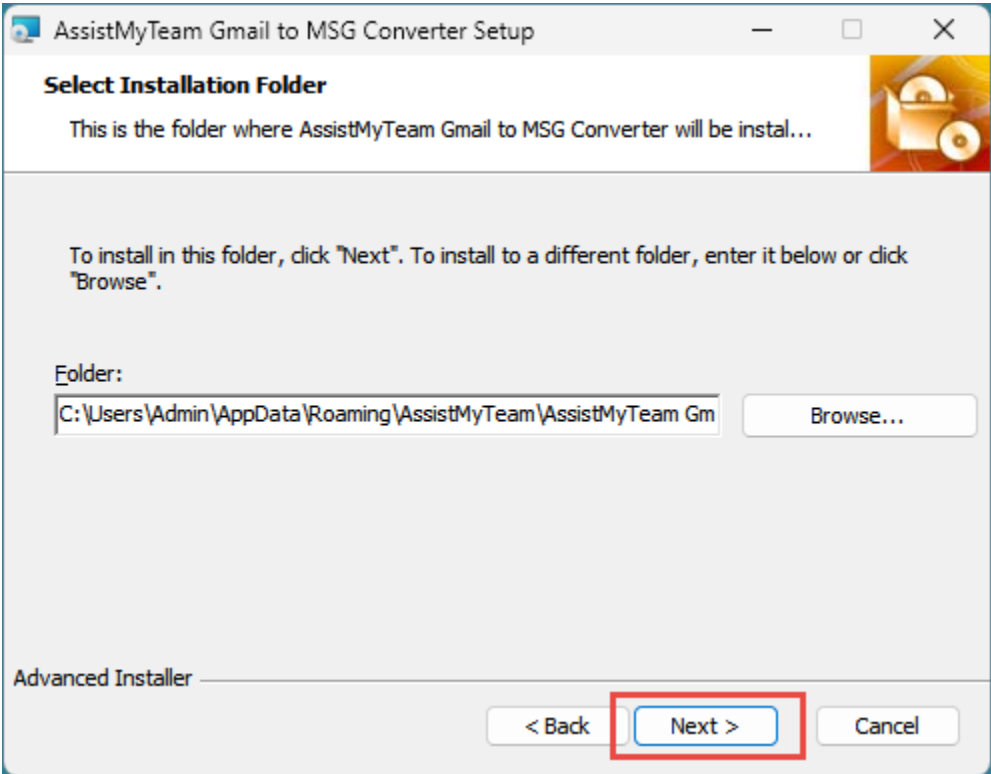 AssistMyTeam Gmail to MSG Converter Setup
Select Installation Folder
This is the folder where AssistMyTeam Gmail to MSG Converter will be instal...
To install in this folder, click "Next". To install to a different folder, enter it below or click
"Browse".
Folder:
C:\Users\Admin\AppData\Roaming\AssistMyTeam\AssistMyTeam Gm
Browse...
Advanced Installer
< Back
Next >
Cancel